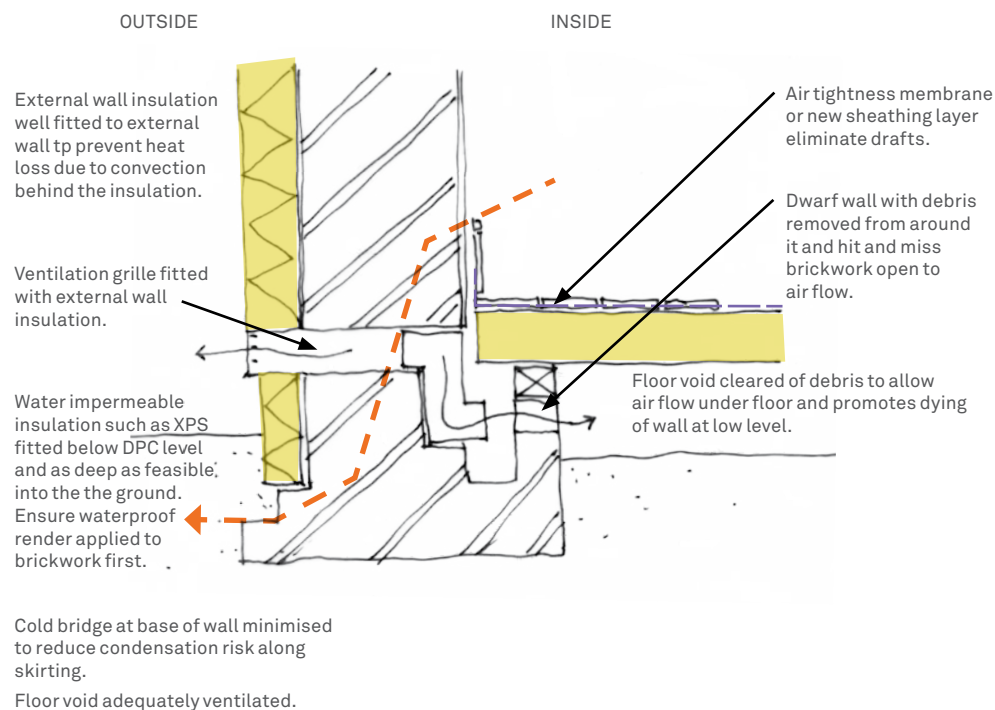 OUTSIDE
INSIDE
External wall insulation
well fitted to external
wall tp prevent heat
loss due to convection
behind the insulation.
Ventilation grille fitted
with external wall
insulation.
Water impermeable
insulation such as XPS
fitted below DPC level
and as deep as feasible
into the the ground.
Ensure waterproof
render applied to
brickwork first.
Cold bridge at base of wall minimised
to reduce condensation risk along
skirting.
Floor void adequately ventilated.
Air tightness membrane
or new sheathing layer
eliminate drafts.
Dwarf wall with debris
removed from around
it and hit and miss
brickwork open to
air flow.
Floor void cleared of debris to allow
air flow under floor and promotes dying
of wall at low level.